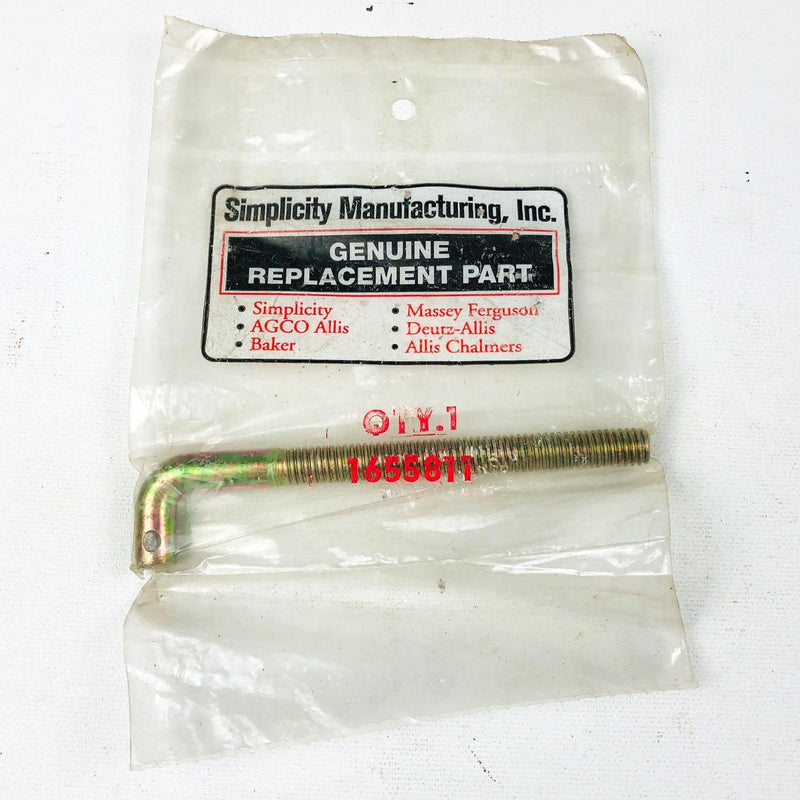 Simplicity Manufacturing, Inc.
GENUINE
REPLACEMENT PART
• Simplicity • Massey Ferguson
• AGCO Allis • Deutz-Allis
• Baker • Allis Chalmers
QTY.1
1655811